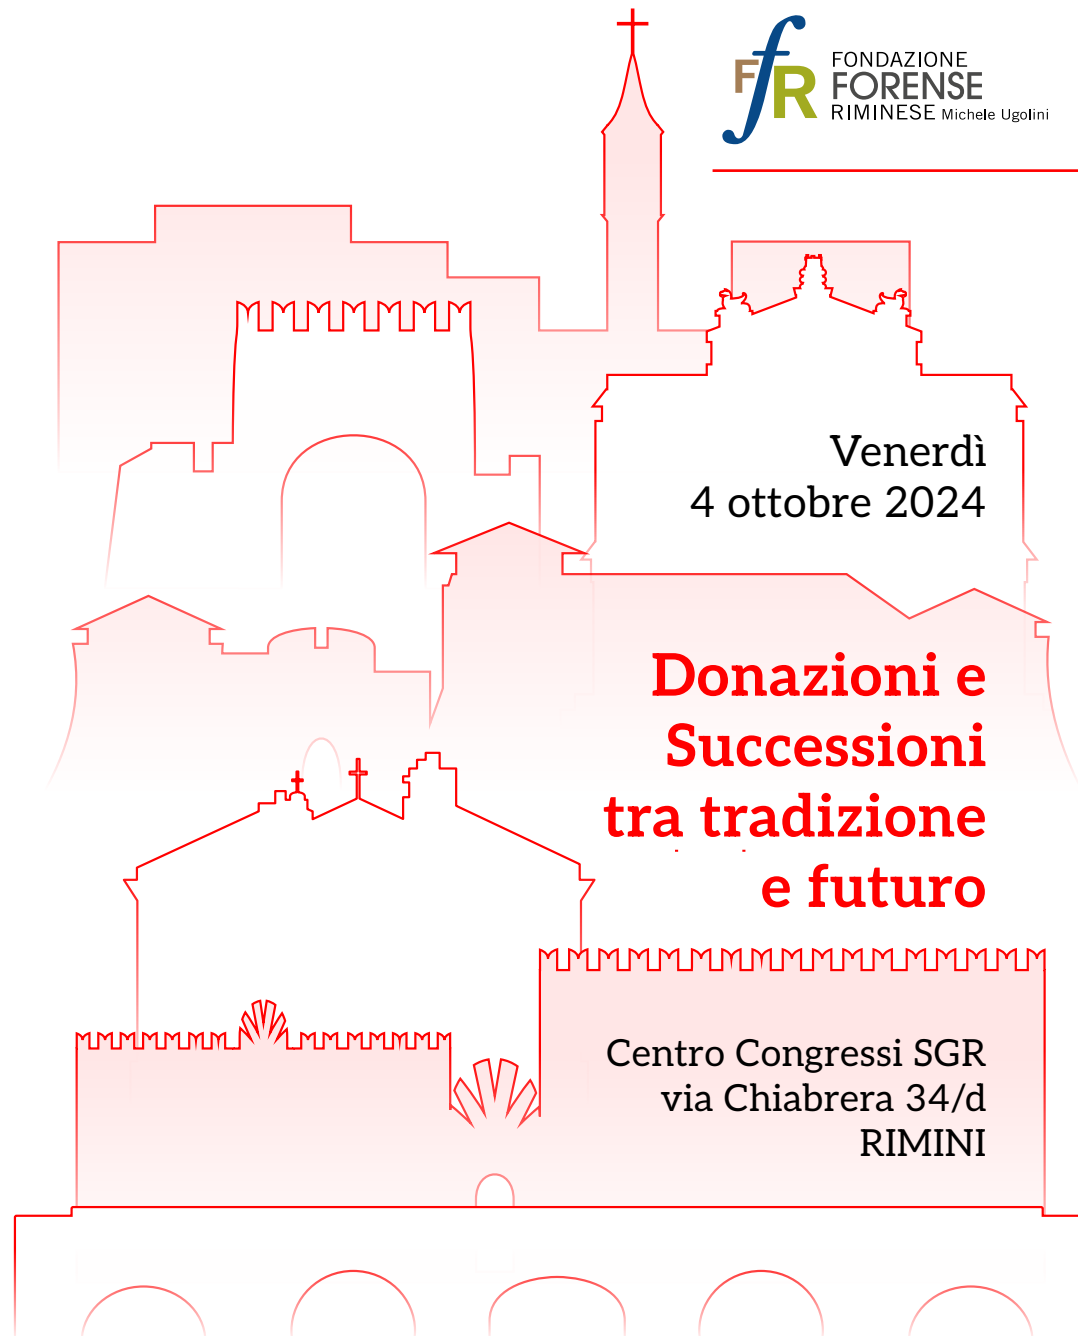 FFR
FONDAZIONE
FORENSE
RIMINESE Michele Ugolini
Venerdì
4 ottobre 2024
Donazioni e
Successioni
tra tradizione
e futuro
Centro Congressi SGR
via Chiabrera 34/d
RIMINI